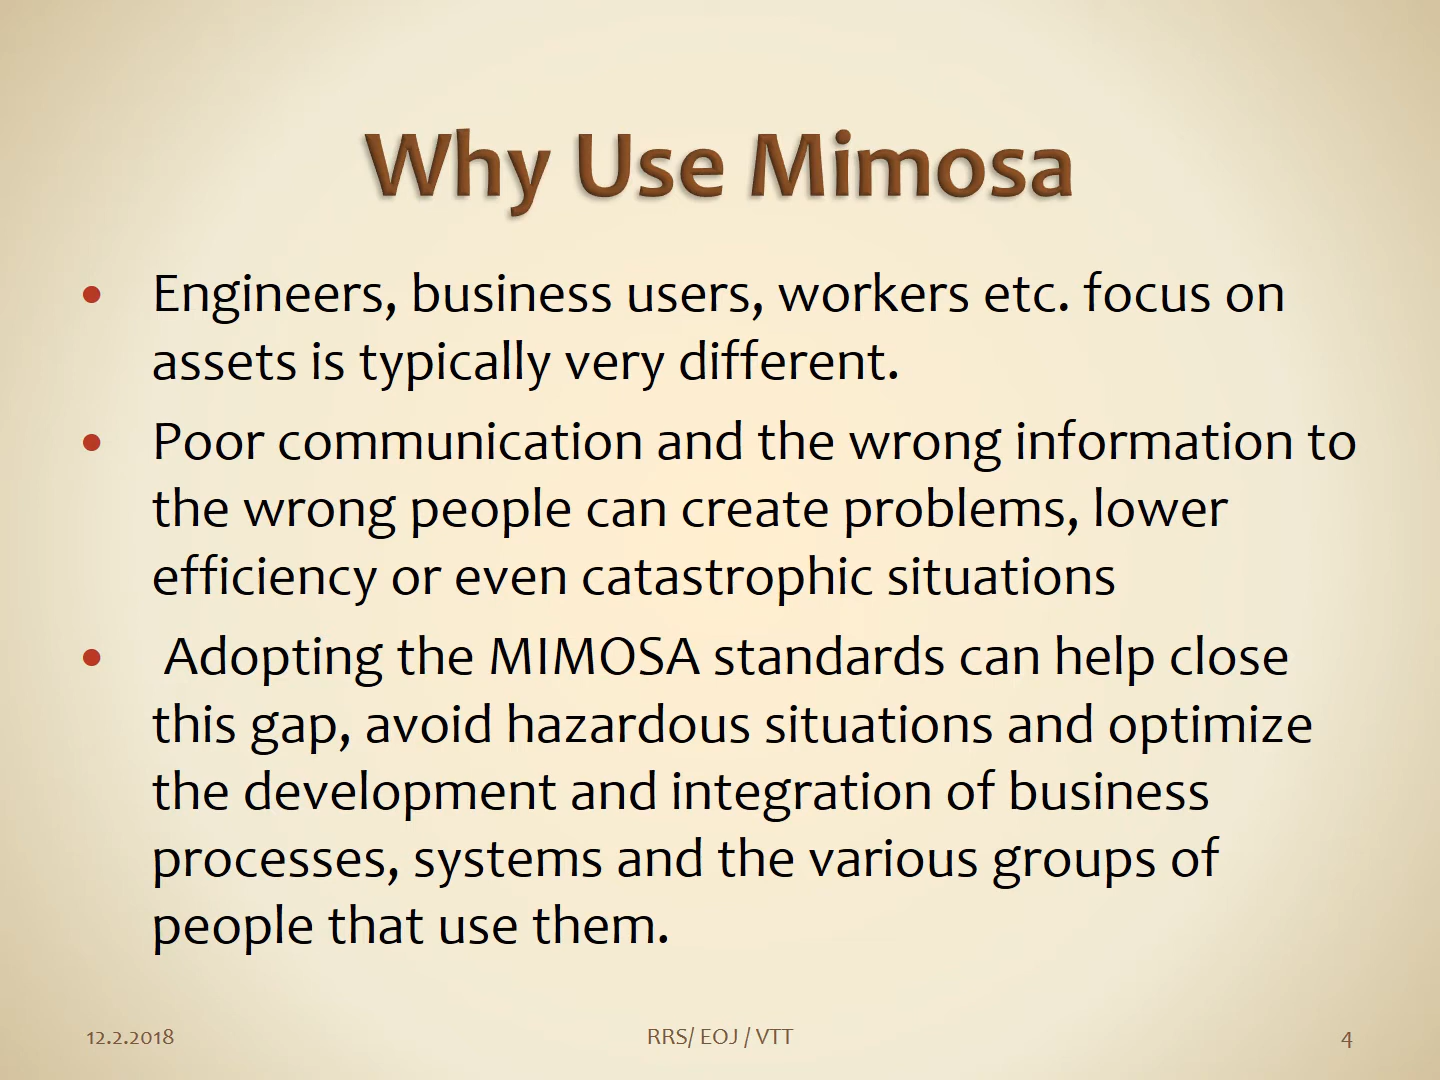 Why Use Mimosa
• Engineers, business users, workers etc. focus on
assets is typically very different.
• Poor communication and the wrong information to
the wrong people can create problems, lower
efficiency or even catastrophic situations
• Adopting the MIMOSA standards can help close
this gap, avoid hazardous situations and optimize
the development and integration of business
processes, systems and the various groups of
people that use them.
12.2.2018 RRS/ EOJ / VTT 4